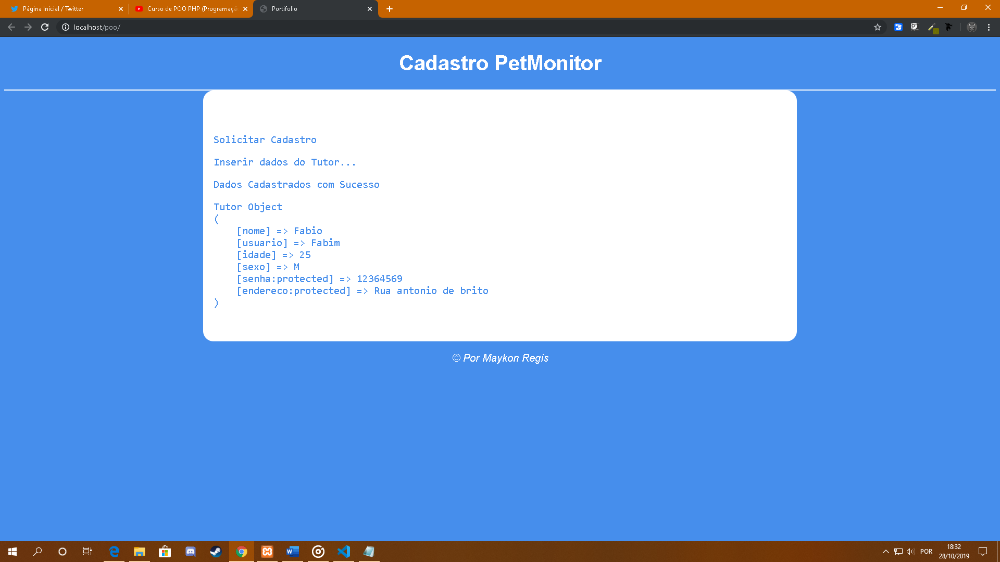 Página Inicial / Twitter
Curso de POO PHP (Programaçã
Portifolio
localhost/poo/
Cadastro PetMonitor
Solicitar Cadastro
Inserir dados do Tutor...
Dados Cadastrados com Sucesso
Tutor Object
(
[nome] => Fabio
[usuario] => Fabim
[idade] => 25
[sexo] => M
[senha:protected] => 12364569
[endereco:protected] => Rua antonio de brito
)
© Por Maykon Regis
POR
18:32
28/10/2019